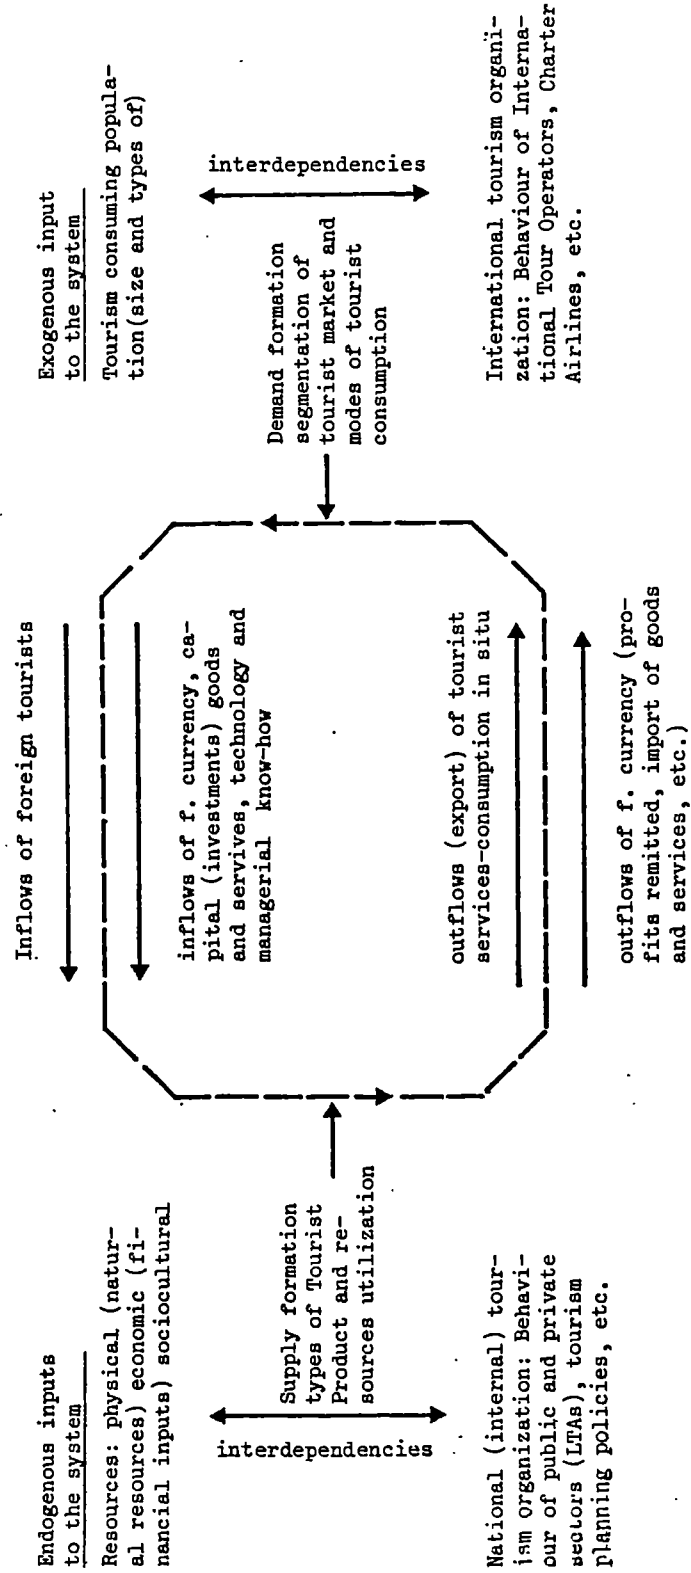 Endogenous inputs
to the system
Resources: physical (natur-
al resources) economic (fi-
nancial inputs) sociocultural
interdependencies
Supply formation
types of Tourist
Product and re-
sources utilization
National (internal) tour-
ism organization: Behavi-
our of public and private
sectors (LTAs), tourism
planning policies, etc.
Inflows of foreign tourists
inflows of f. currency, ca-
pital (investments) goods
and servives, technology and
managerial know-how
outflows (export) of tourist
services-consumption in situ
outflows of f. currency (pro-
fits remitted, import of goods
and services, etc.)
Exogenous input
to the system
Tourism consuming popula-
tion(size and types of)
interdependencies
Demand formation
segmentation of
tourist market and
modes of tourist
consumption
International tourism organi-
zation: Behaviour of Interna-
tional Tour Operators, Charter
Airlines, etc.